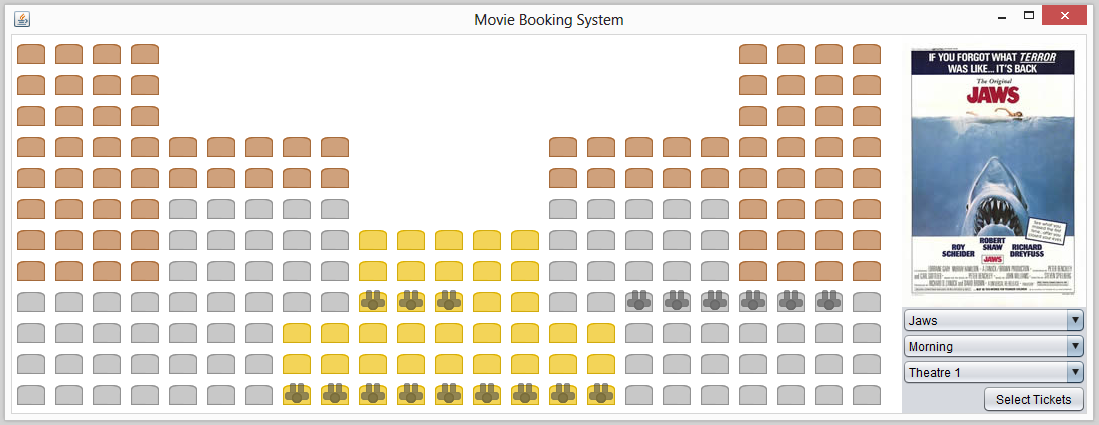 Movie Booking System
IF YOU FORGOT WHAT TERROR
WAS LIKE... IT'S BACK
The Original
JAWS
ROY
SCHEIDER
ROBERT
SHAW
RICHARD
DREYFUSS
JAWS
Jaws
Morning
Theatre 1
Select Tickets